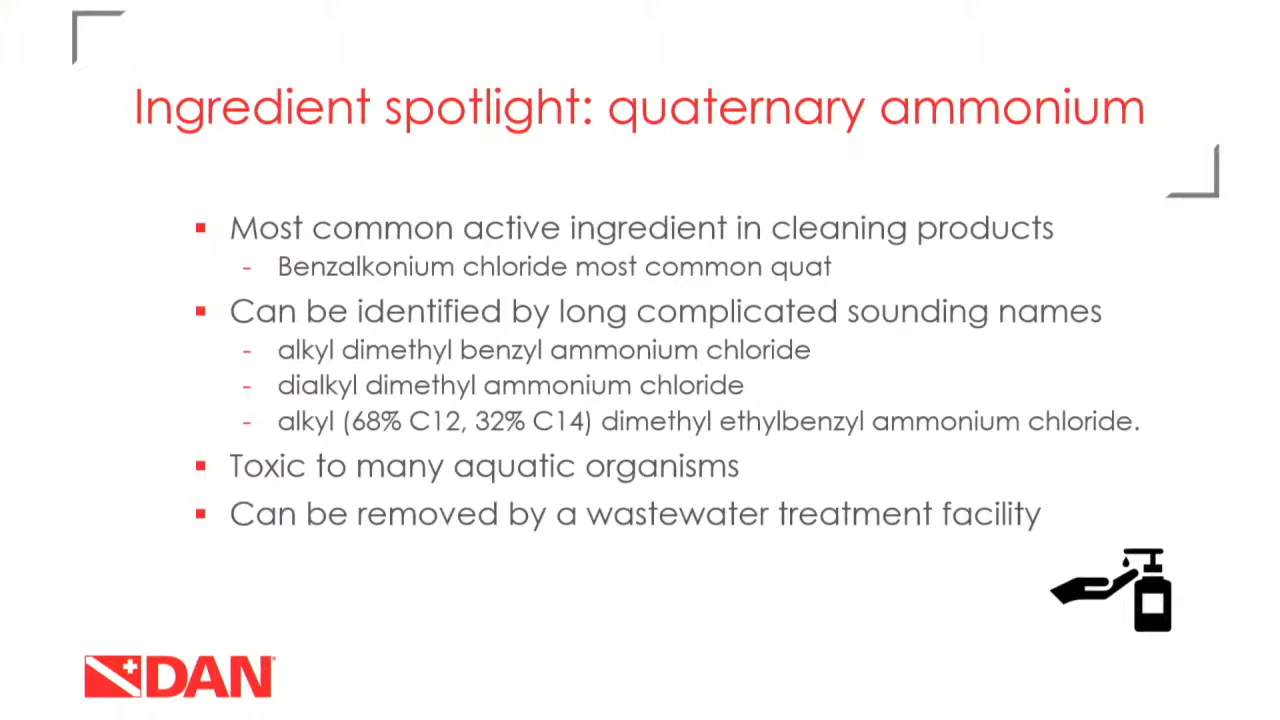 Ingredient spotlight: quaternary ammonium
▪ Most common active ingredient in cleaning products
- Benzalkonium chloride most common quat
▪ Can be identified by long complicated sounding names
- alkyl dimethyl benzyl ammonium chloride
- dialkyl dimethyl ammonium chloride
- alkyl (68% C12, 32% C14) dimethyl ethylbenzyl ammonium chloride.
▪ Toxic to many aquatic organisms
▪ Can be removed by a wastewater treatment facility
DAN